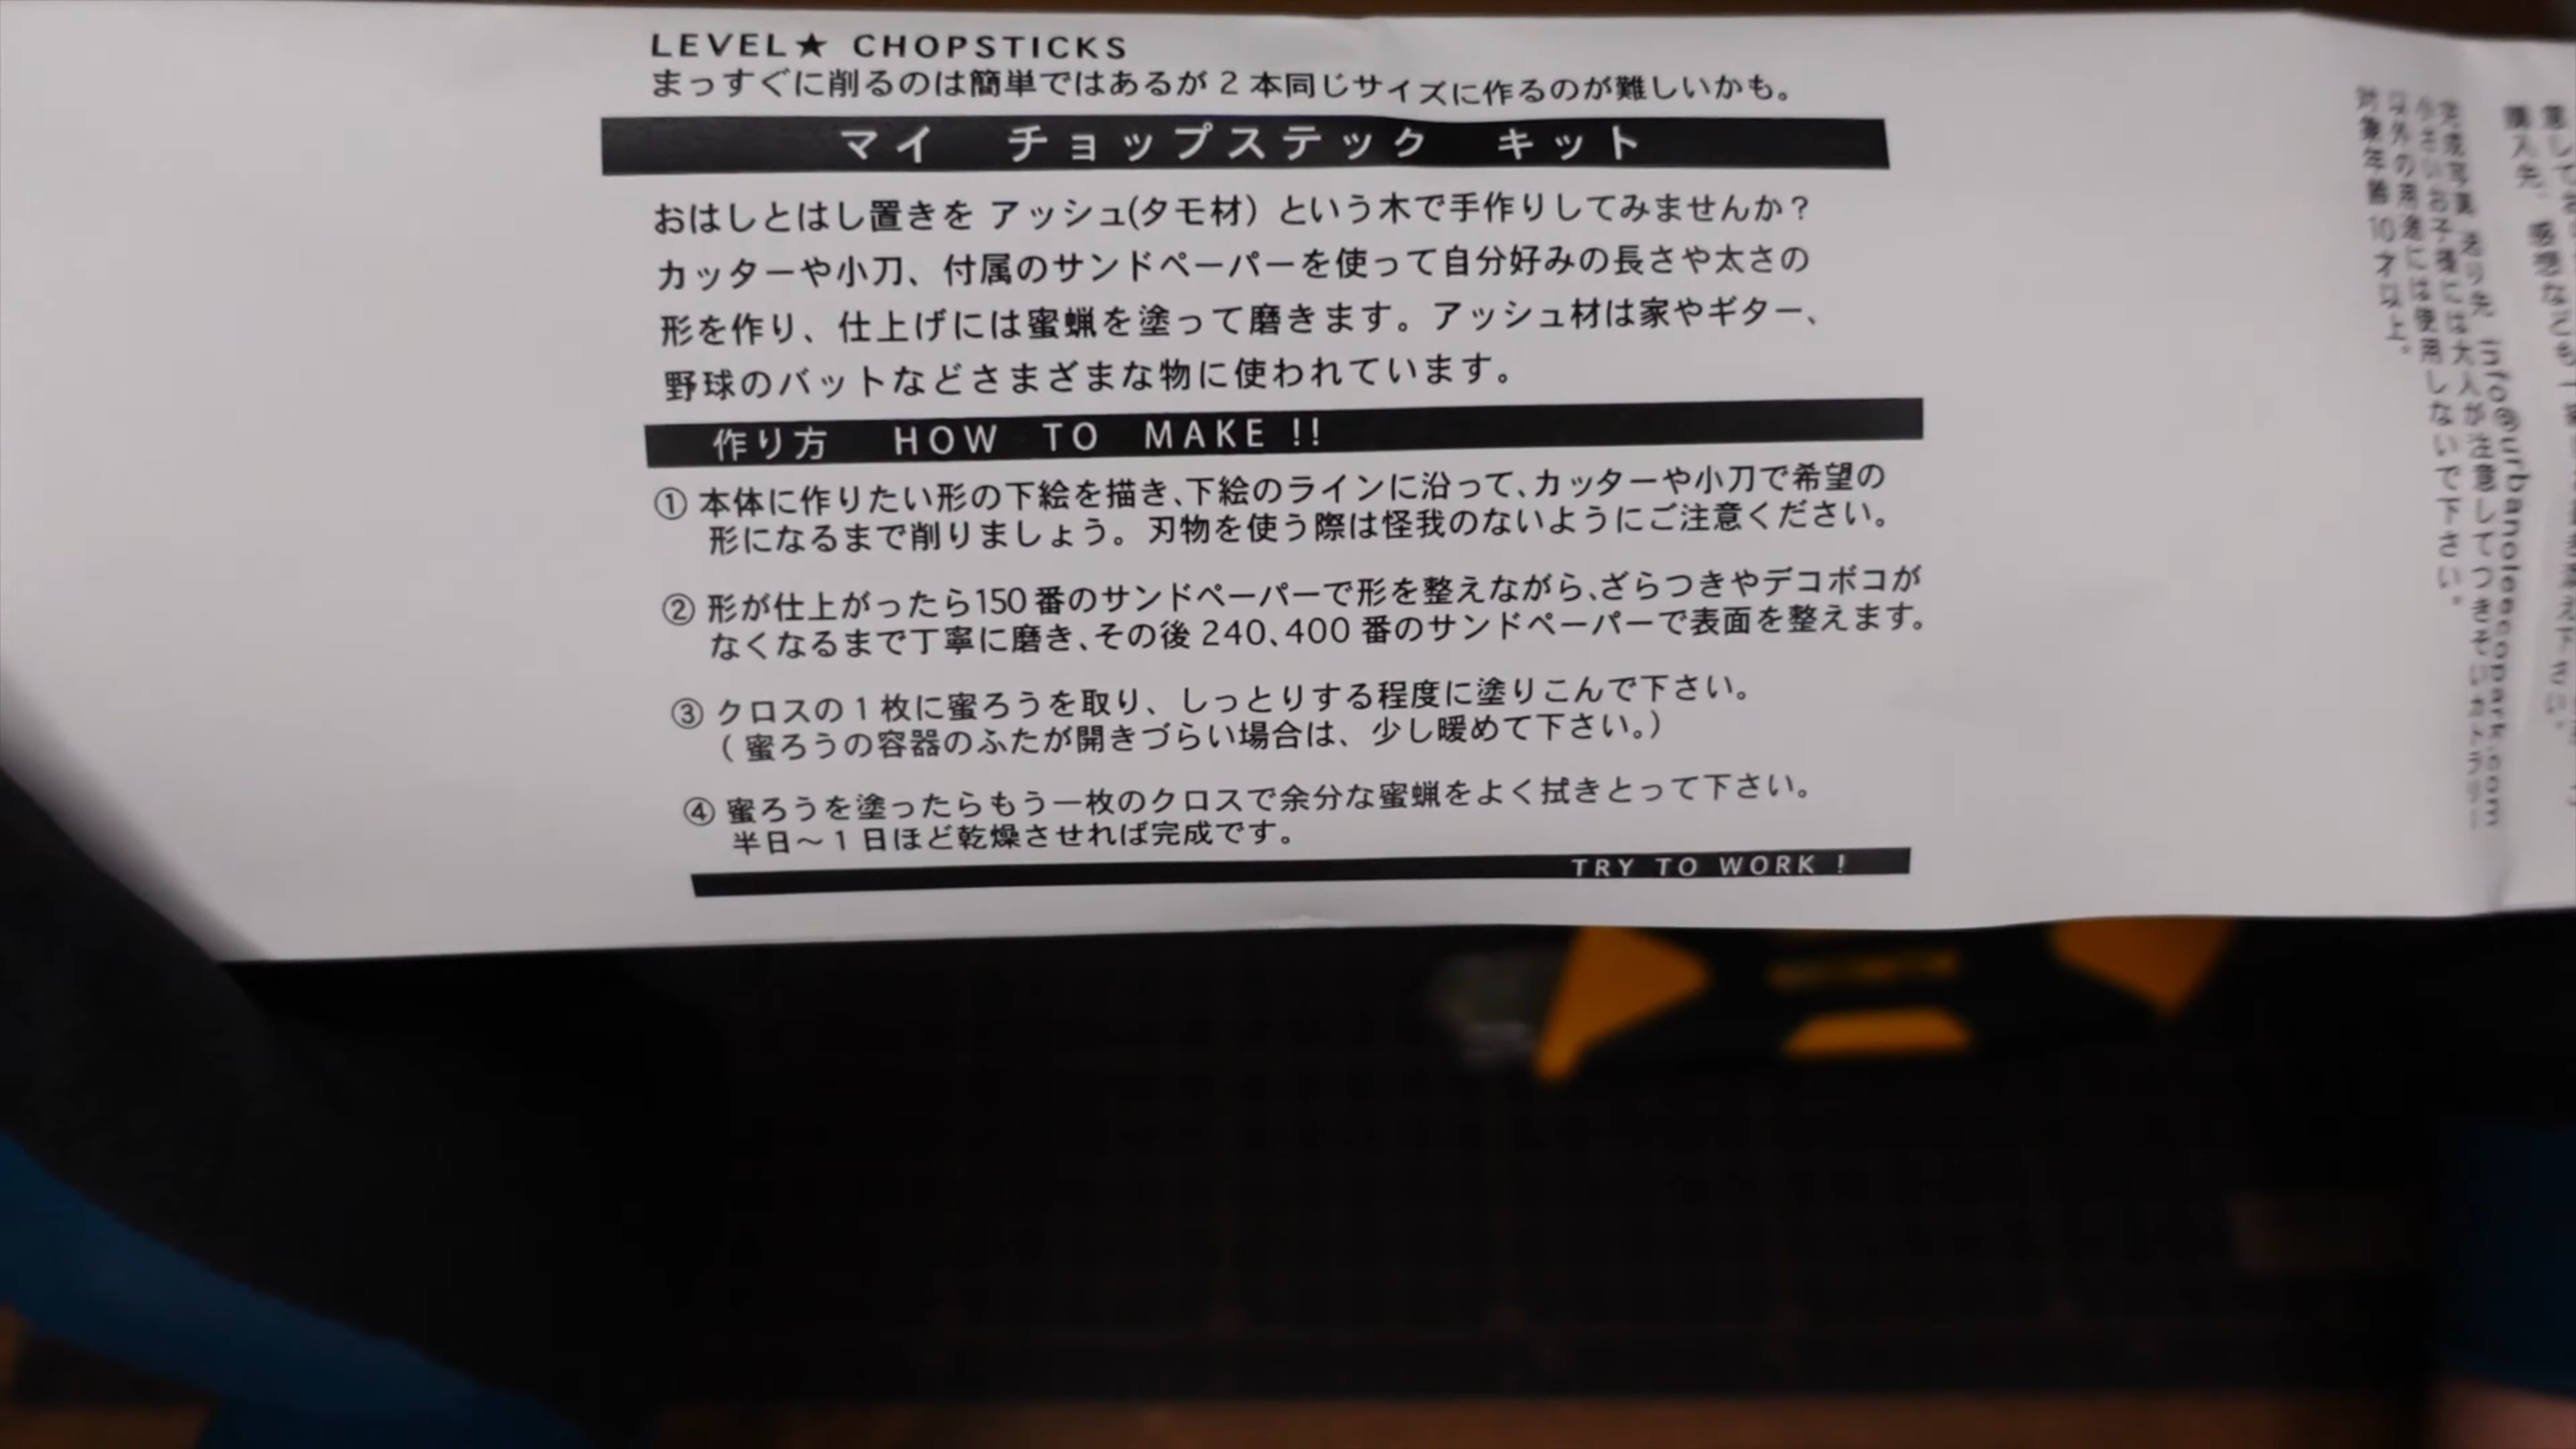 LEVEL★ CHOPSTICKS
まっすぐに削るのは簡単ではあるが2本同じサイズに作るのが難しいかも。
マイ チョップステック キット
おはしとはし置きを アッシュ(タモ材)という木で手作りしてみませんか？
カッターや小刀、付属のサンドペーパーを使って自分好みの長さや太さの
形を作り、仕上げには蜜蝋を塗って磨きます。アッシュ材は家やギター、
野球のバットなどさまざまな物に使われています。
作り方 HOW TO MAKE !!
① 本体に作りたい形の下絵を描き、下絵のラインに沿って、カッターや小刀で希望の
形になるまで削りましょう。刃物を使う際は怪我のないようにご注意ください。
② 形が仕上がったら150番のサンドペーパーで形を整えながら、ざらつきやデコボコが
なくなるまで丁寧に磨き、その後240、400番のサンドペーパーで表面を整えます。
③ クロスの1枚に蜜ろうを取り、しっとりする程度に塗りこんで下さい。
(蜜ろうの容器のふたが開きづらい場合は、少し暖めて下さい。)
④ 蜜ろうを塗ったらもう一枚のクロスで余分な蜜蝋をよく拭きとって下さい。
半日〜1日ほど乾燥させれば完成です。
TRY TO WORK !
購入先、感想なども
完成写真 送り先 info@urbanoleecopark.com
小さいお子様には大人が注意してつきそい
以外の用途には使用しないで下さい。
対象年齢10才以上。